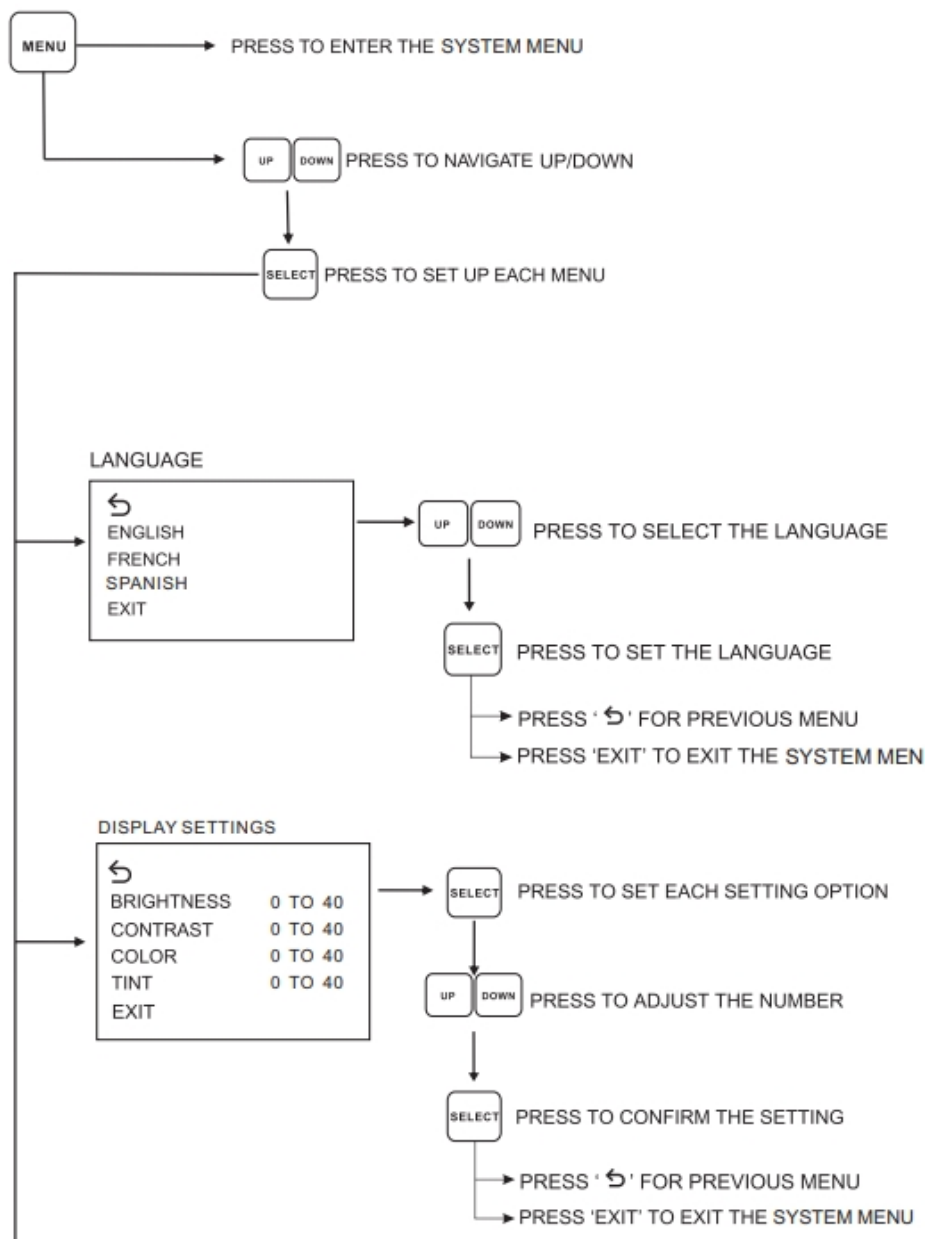 MENU PRESS TO ENTER THE SYSTEM MENU
UP DOWN PRESS TO NAVIGATE UP/DOWN
SELECT PRESS TO SET UP EACH MENU
LANGUAGE
ENGLISH
FRENCH
SPANISH
EXIT
UP DOWN PRESS TO SELECT THE LANGUAGE
SELECT PRESS TO SET THE LANGUAGE
PRESS '⮌' FOR PREVIOUS MENU
PRESS 'EXIT' TO EXIT THE SYSTEM MEN
DISPLAY SETTINGS
BRIGHTNESS 0 TO 40
CONTRAST 0 TO 40
COLOR 0 TO 40
TINT 0 TO 40
EXIT
SELECT PRESS TO SET EACH SETTING OPTION
UP DOWN PRESS TO ADJUST THE NUMBER
SELECT PRESS TO CONFIRM THE SETTING
PRESS '⮌' FOR PREVIOUS MENU
PRESS 'EXIT' TO EXIT THE SYSTEM MENU